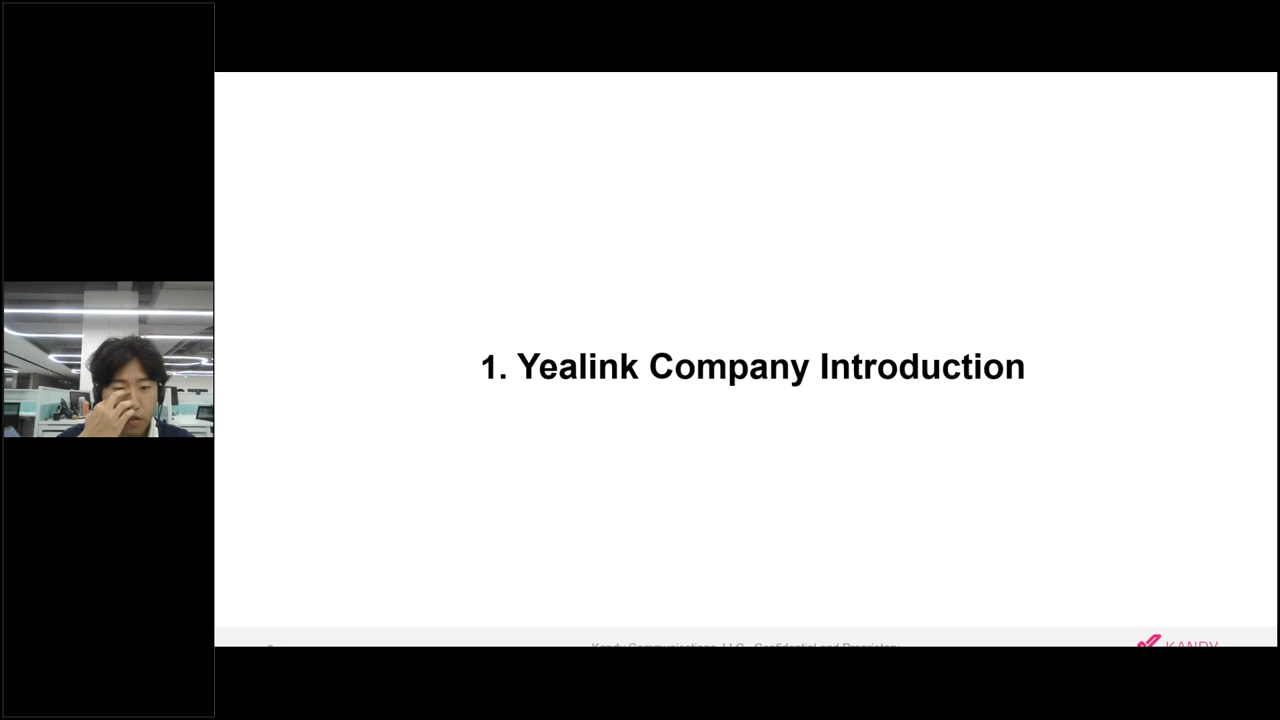 1. Yealink Company Introduction
Kandy Communications, LLC - Confidential and Proprietary
KANDY